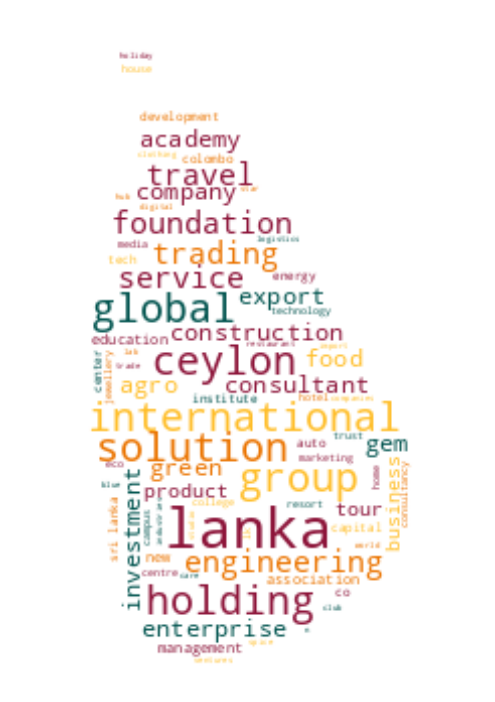 holiday
house
development
academy
clothing
colombo
travel
company star
hub
digital
foundation
media
logistics
tech trading
service energy
global export
technology
education construction
restaurant
center jewellery lab trade ceylon food
agro consultant
institute hotel companies
international
solution auto trust gem
marketing
eco green group home
blue product business consultancy
investment college resort tour
sri lanka campus lanka capital
world
new engineering
centre care association
holding co
club
enterprise
management
ventures